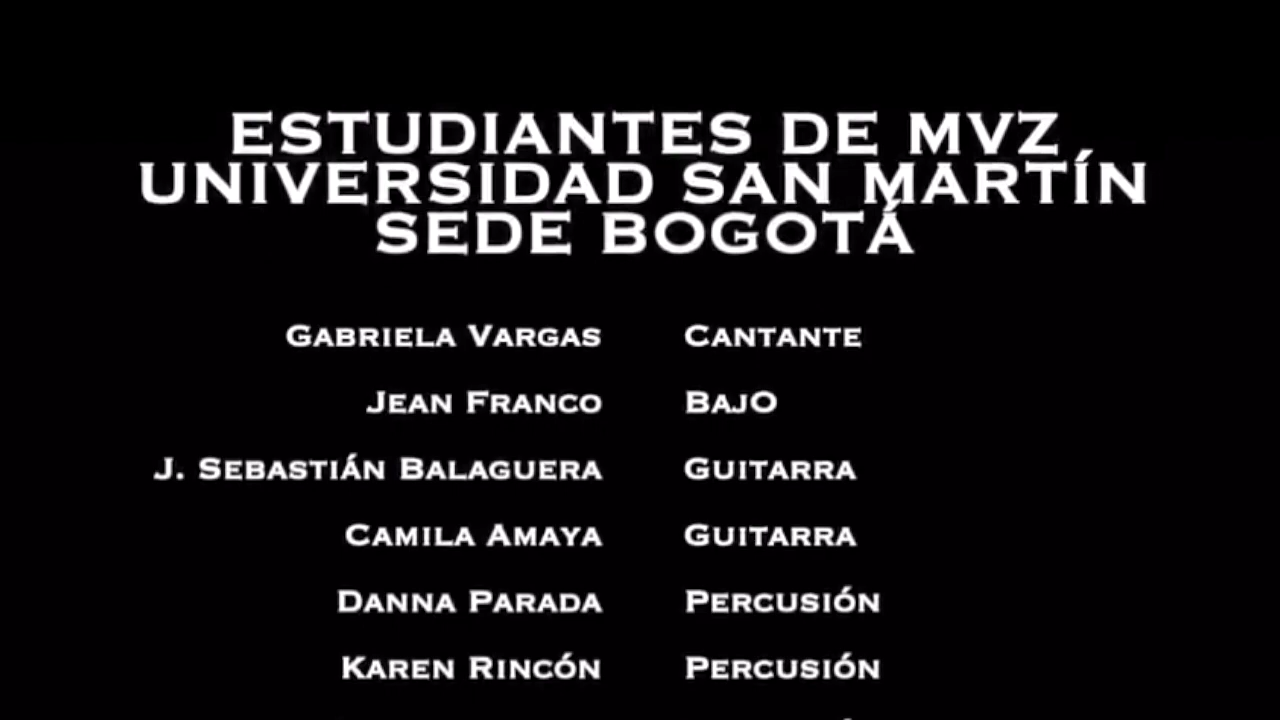 ESTUDIANTES DE MVZ
UNIVERSIDAD SAN MARTÍN
SEDE BOGOTÁ
GABRIELA VARGAS CANTANTE
JEAN FRANCO BAJO
J. SEBASTIÁN BALAGUERA GUITARRA
CAMILA AMAYA GUITARRA
DANNA PARADA PERCUSIÓN
KAREN RINCÓN PERCUSIÓN